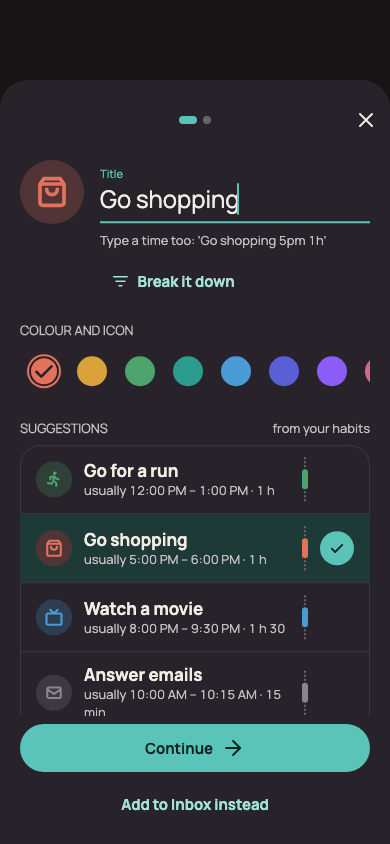 Title
Go shopping
Type a time too: 'Go shopping 5pm 1h'
Break it down
COLOUR AND ICON
SUGGESTIONS
from your habits
Go for a run
usually 12:00 PM – 1:00 PM · 1 h
Go shopping
usually 5:00 PM – 6:00 PM · 1 h
Watch a movie
usually 8:00 PM – 9:30 PM · 1 h 30
Answer emails
usually 10:00 AM – 10:15 AM · 15
min
Continue
Add to Inbox instead